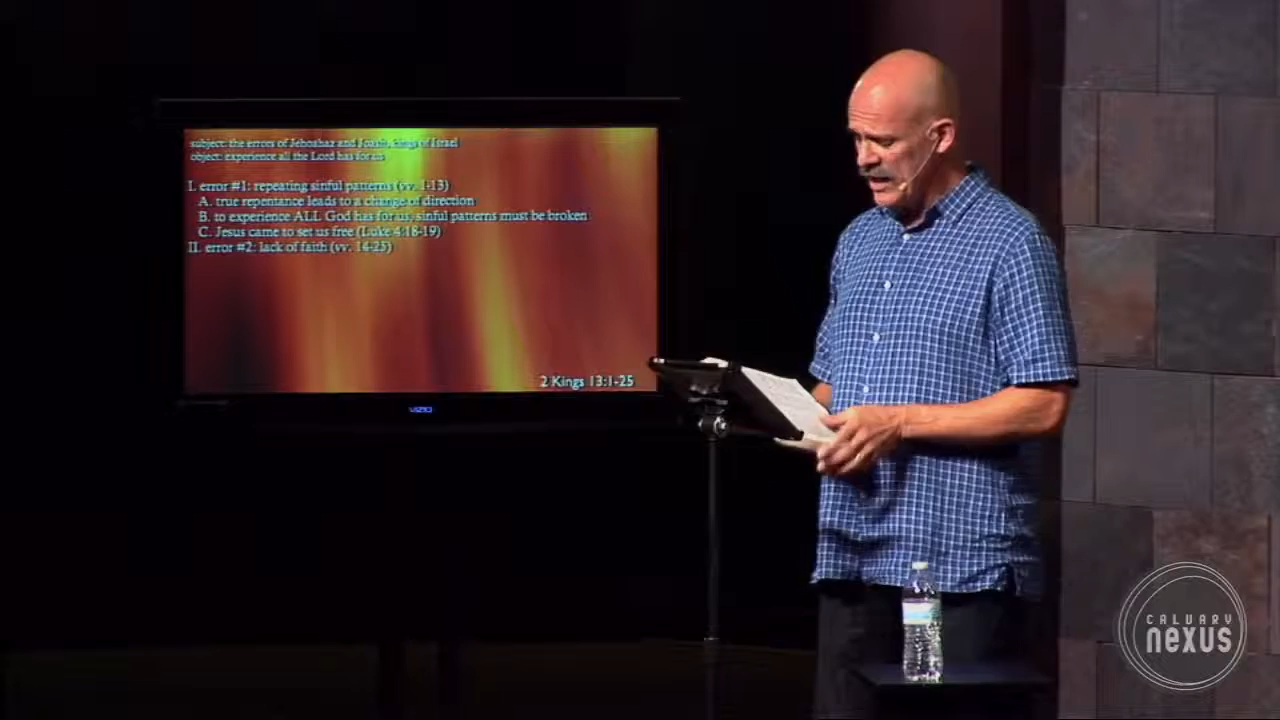 subject: the errors of Jehoahaz and Joash, kings of Israel
object: experience all the Lord has for us
I. error #1: repeating sinful patterns (vv. 1-13)
A. true repentance leads to a change of direction
B. to experience ALL God has for us, sinful patterns must be broken
C. Jesus came to set us free (Luke 4:18-19)
II. error #2: lack of faith (vv. 14-25)
2 Kings 13:1-25
VIZIO
CALVARY
nexus